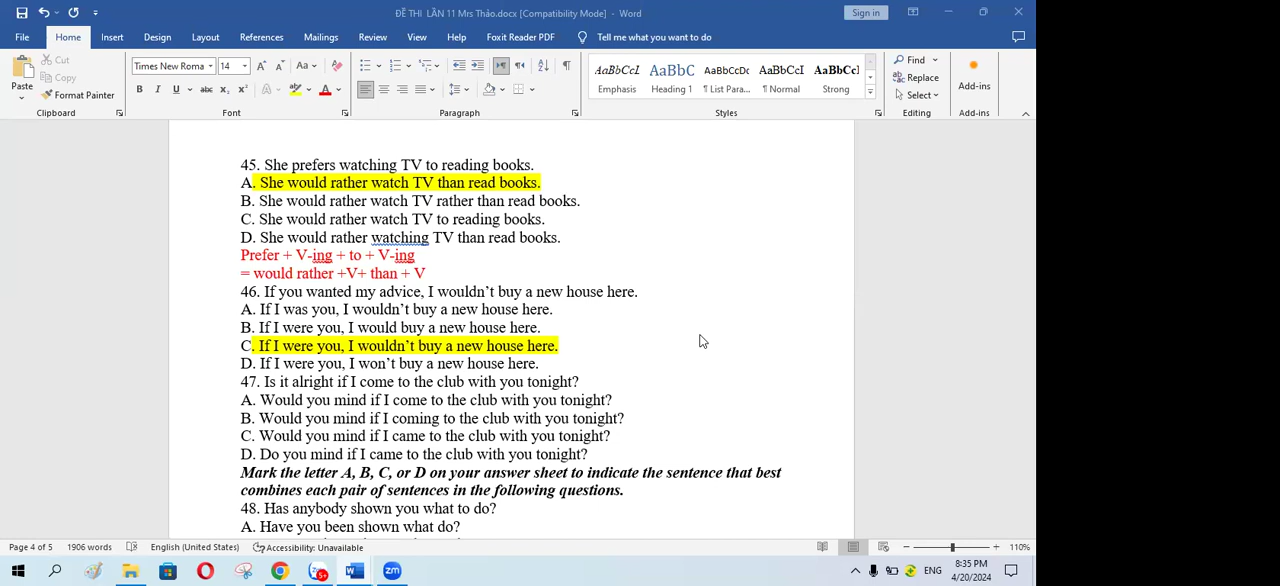 ĐỀ THI LẦN 11 Mrs Thảo.docx [Compatibility Mode] - Word
Sign in
File Home Insert Design Layout References Mailings Review View Help Foxit Reader PDF Tell me what you want to do
Paste
Cut
Copy
Format Painter
Times New Roma 14
AaBbCcI AaBbC AaBbCcDc AaBbCcI AaBbCcI
Emphasis Heading 1 ¶ List Para... ¶ Normal Strong
Find
Replace
Select
Add-ins
Clipboard Font Paragraph Styles Editing Add-ins
45. She prefers watching TV to reading books.
A. She would rather watch TV than read books.
B. She would rather watch TV rather than read books.
C. She would rather watch TV to reading books.
D. She would rather watching TV than read books.
Prefer + V-ing + to + V-ing
= would rather +V+ than + V
46. If you wanted my advice, I wouldn’t buy a new house here.
A. If I was you, I wouldn’t buy a new house here.
B. If I were you, I would buy a new house here.
C. If I were you, I wouldn’t buy a new house here.
D. If I were you, I won’t buy a new house here.
47. Is it alright if I come to the club with you tonight?
A. Would you mind if I come to the club with you tonight?
B. Would you mind if I coming to the club with you tonight?
C. Would you mind if I came to the club with you tonight?
D. Do you mind if I came to the club with you tonight?
Mark the letter A, B, C, or D on your answer sheet to indicate the sentence that best
combines each pair of sentences in the following questions.
48. Has anybody shown you what to do?
A. Have you been shown what do?
Page 4 of 5 1906 words English (United States) Accessibility: Unavailable 110%
ENG
8:35 PM
4/20/2024